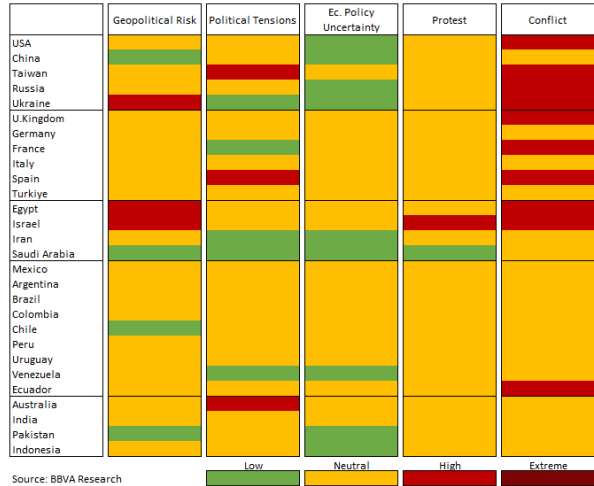 Geopolitical Risk Political Tensions Ec. Policy Uncertainty Protest Conflict
USA
China
Taiwan
Russia
Ukraine
U.Kingdom
Germany
France
Italy
Spain
Turkiye
Egypt
Israel
Iran
Saudi Arabia
Mexico
Argentina
Brazil
Colombia
Chile
Peru
Uruguay
Venezuela
Ecuador
Australia
India
Pakistan
Indonesia
Low Neutral High Extreme
Source: BBVA Research